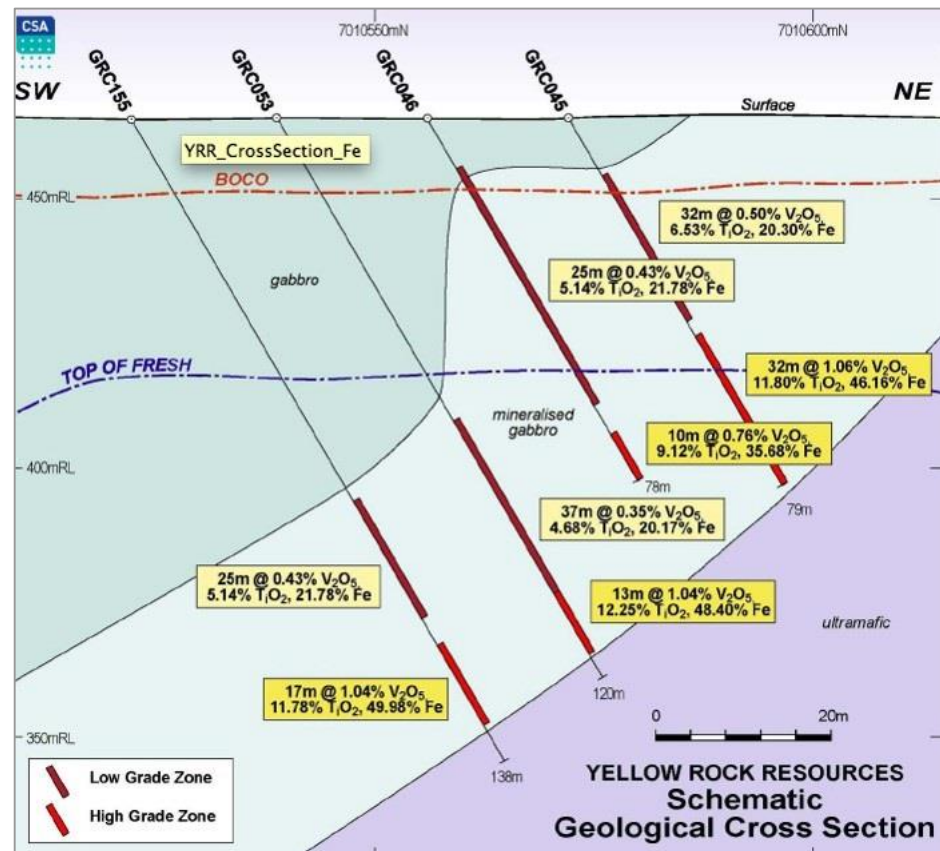 CSA
7010550mN
7010600mN
SW
NE
GRC155
GRC053
GRC046
GRC045
Surface
YRR_CrossSection_Fe
BOCO
450mRL
32m @ 0.50% V₂O₅,
6.53% TᵢO₂, 20.30% Fe
25m @ 0.43% V₂O₅,
5.14% TᵢO₂, 21.78% Fe
gabbro
TOP OF FRESH
32m @ 1.06% V₂O₅,
11.80% TᵢO₂, 46.16% Fe
mineralised
gabbro
10m @ 0.76% V₂O₅,
9.12% TᵢO₂, 35.68% Fe
400mRL
78m
79m
37m @ 0.35% V₂O₅,
4.68% TᵢO₂, 20.17% Fe
25m @ 0.43% V₂O₅,
5.14% TᵢO₂, 21.78% Fe
13m @ 1.04% V₂O₅,
12.25% TᵢO₂, 48.40% Fe
ultramafic
17m @ 1.04% V₂O₅,
11.78% TᵢO₂, 49.98% Fe
120m
0
20m
350mRL
138m
Low Grade Zone
High Grade Zone
YELLOW ROCK RESOURCES
Schematic
Geological Cross Section